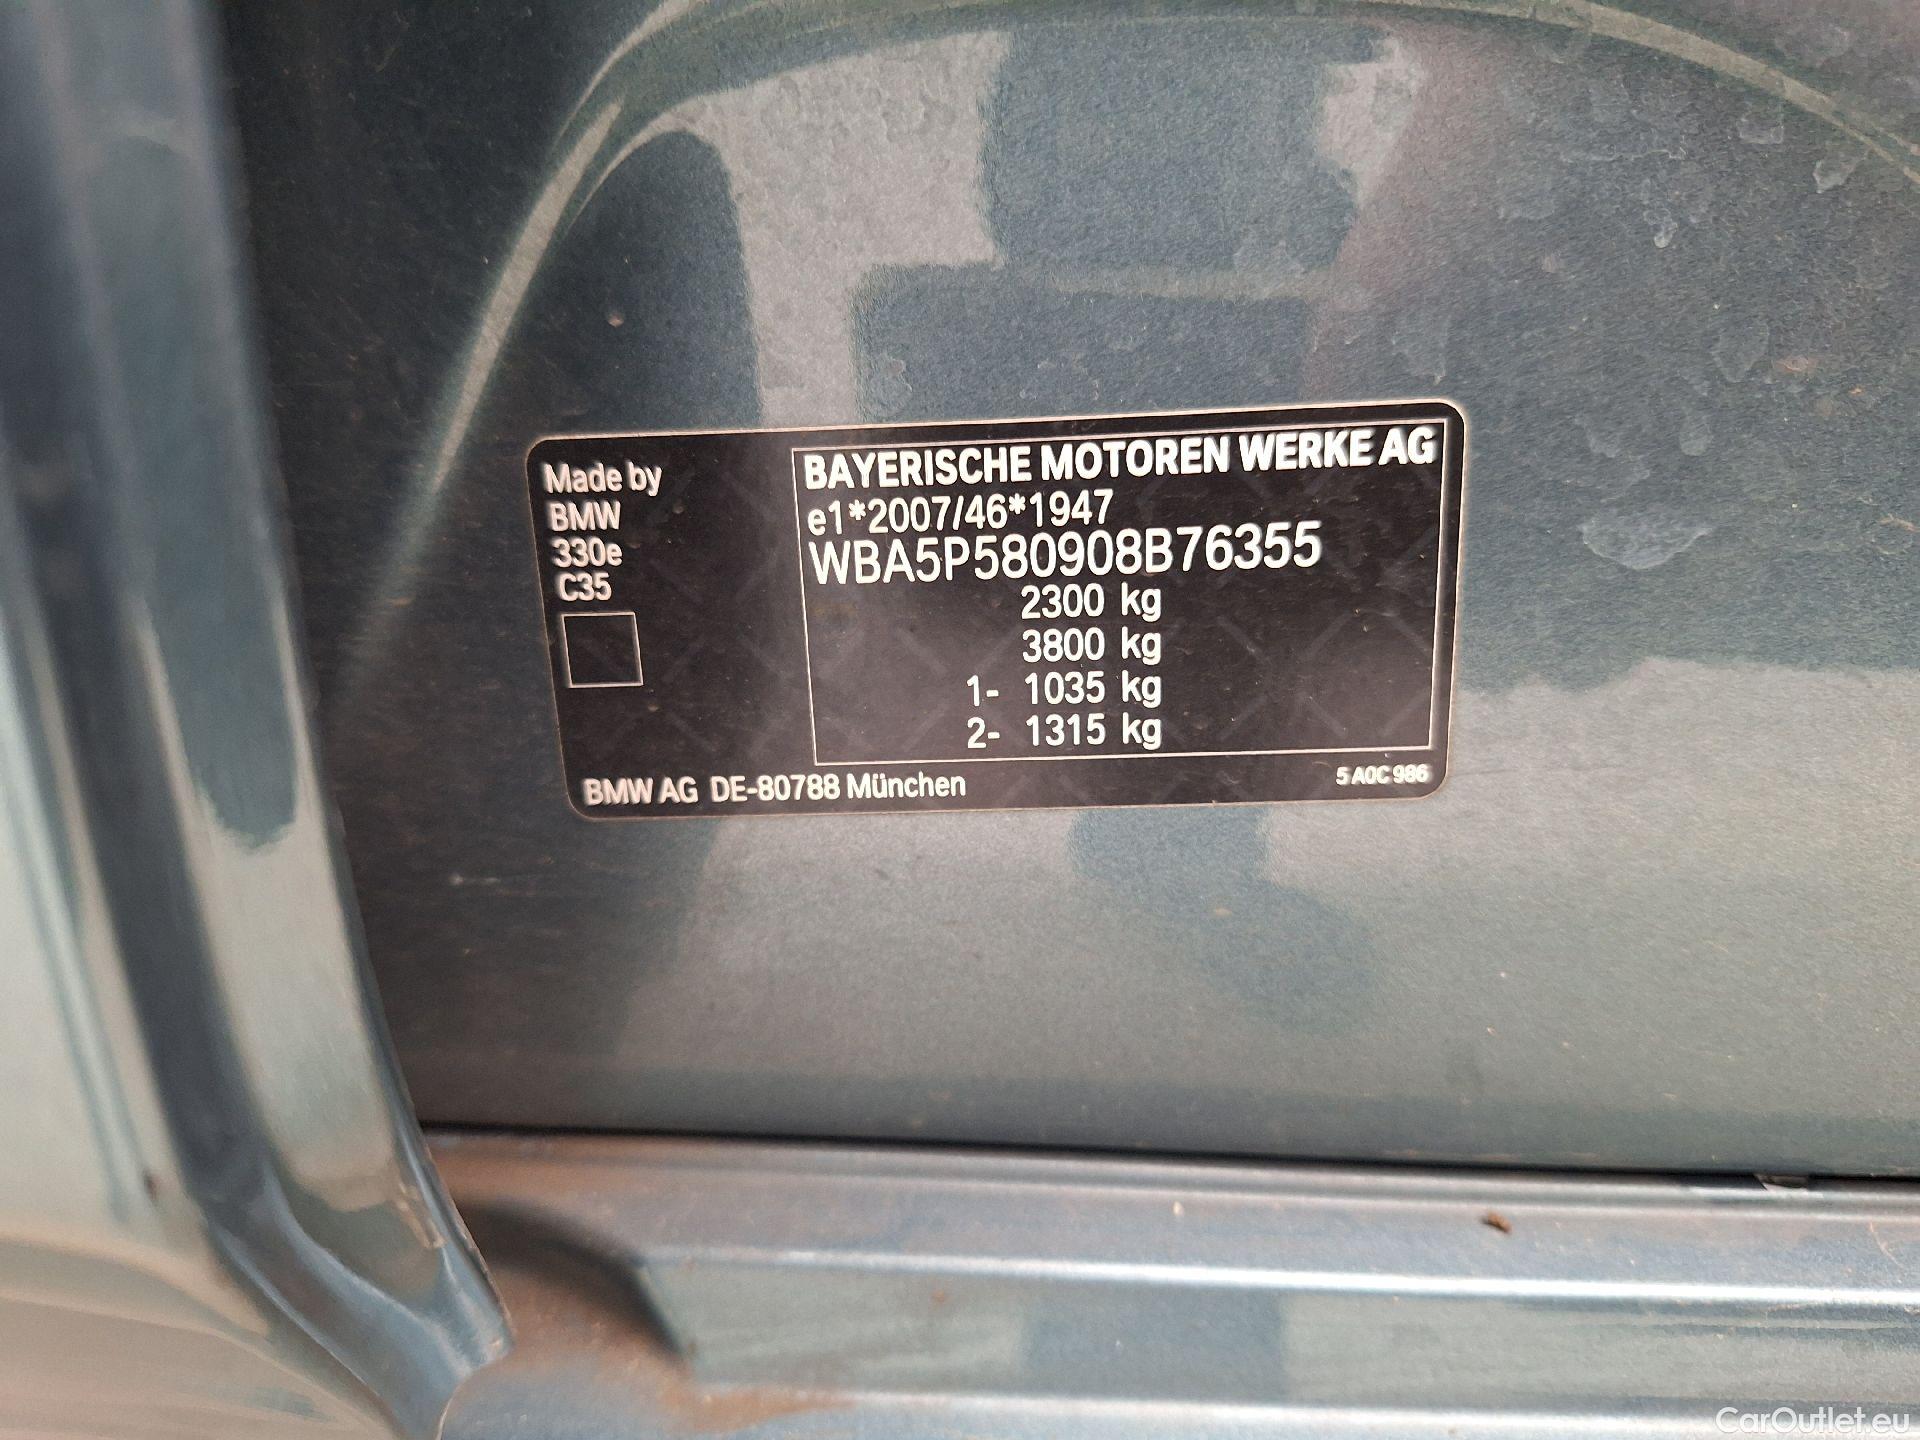 Made by
BMW
330e
C35
BAYERISCHE MOTOREN WERKE AG
e1*2007/46*1947
WBA5P580908B76355
2300 kg
3800 kg
1- 1035 kg
2- 1315 kg
BMW AG DE-80788 München
5 A0C 986
CarOutlet.eu